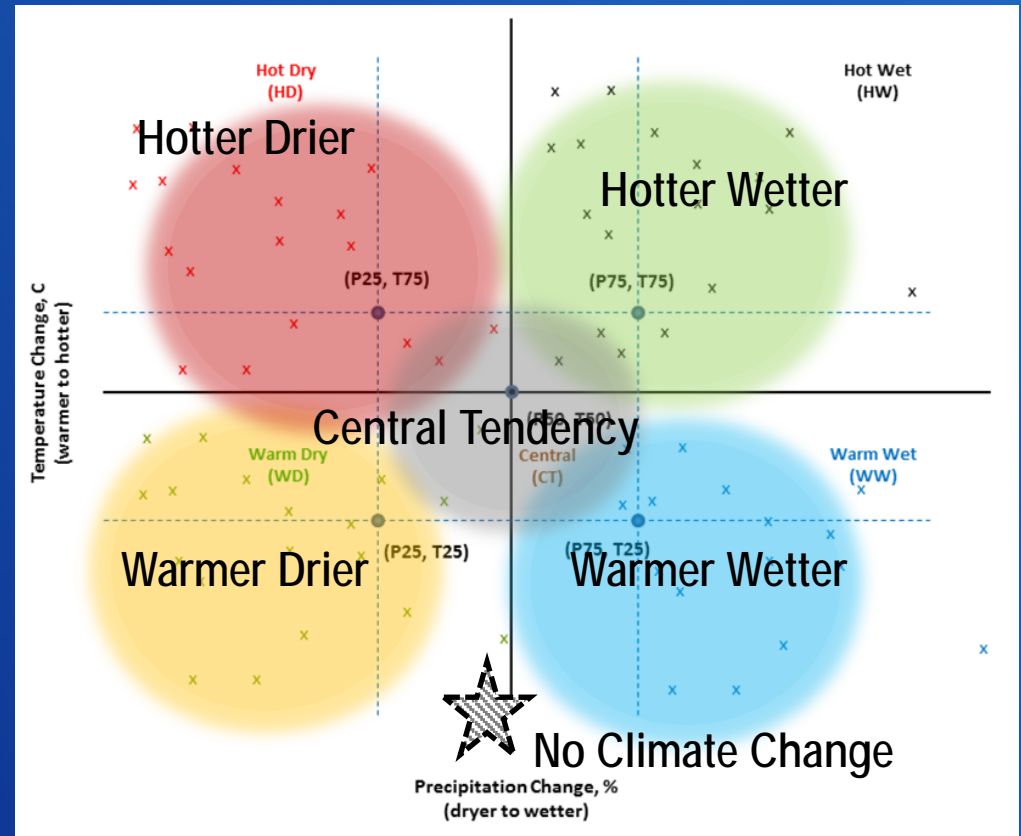 Hot Dry
(HD)
Hot Wet
(HW)
Hotter Drier
Hotter Wetter
(P25, T75)
(P75, T75)
Temperature Change, C
(warmer to hotter)
(P50, T50)
Central Tendency
Warm Dry
(WD)
Central
(CT)
Warm Wet
(WW)
(P25, T25)
(P75, T25)
Warmer Drier
Warmer Wetter
No Climate Change
Precipitation Change, %
(dryer to wetter)